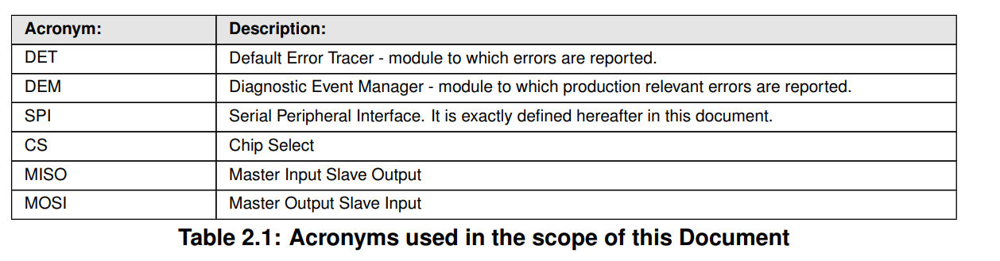 Acronym: Description:
DET Default Error Tracer - module to which errors are reported.
DEM Diagnostic Event Manager - module to which production relevant errors are reported.
SPI Serial Peripheral Interface. It is exactly defined hereafter in this document.
CS Chip Select
MISO Master Input Slave Output
MOSI Master Output Slave Input
Table 2.1: Acronyms used in the scope of this Document